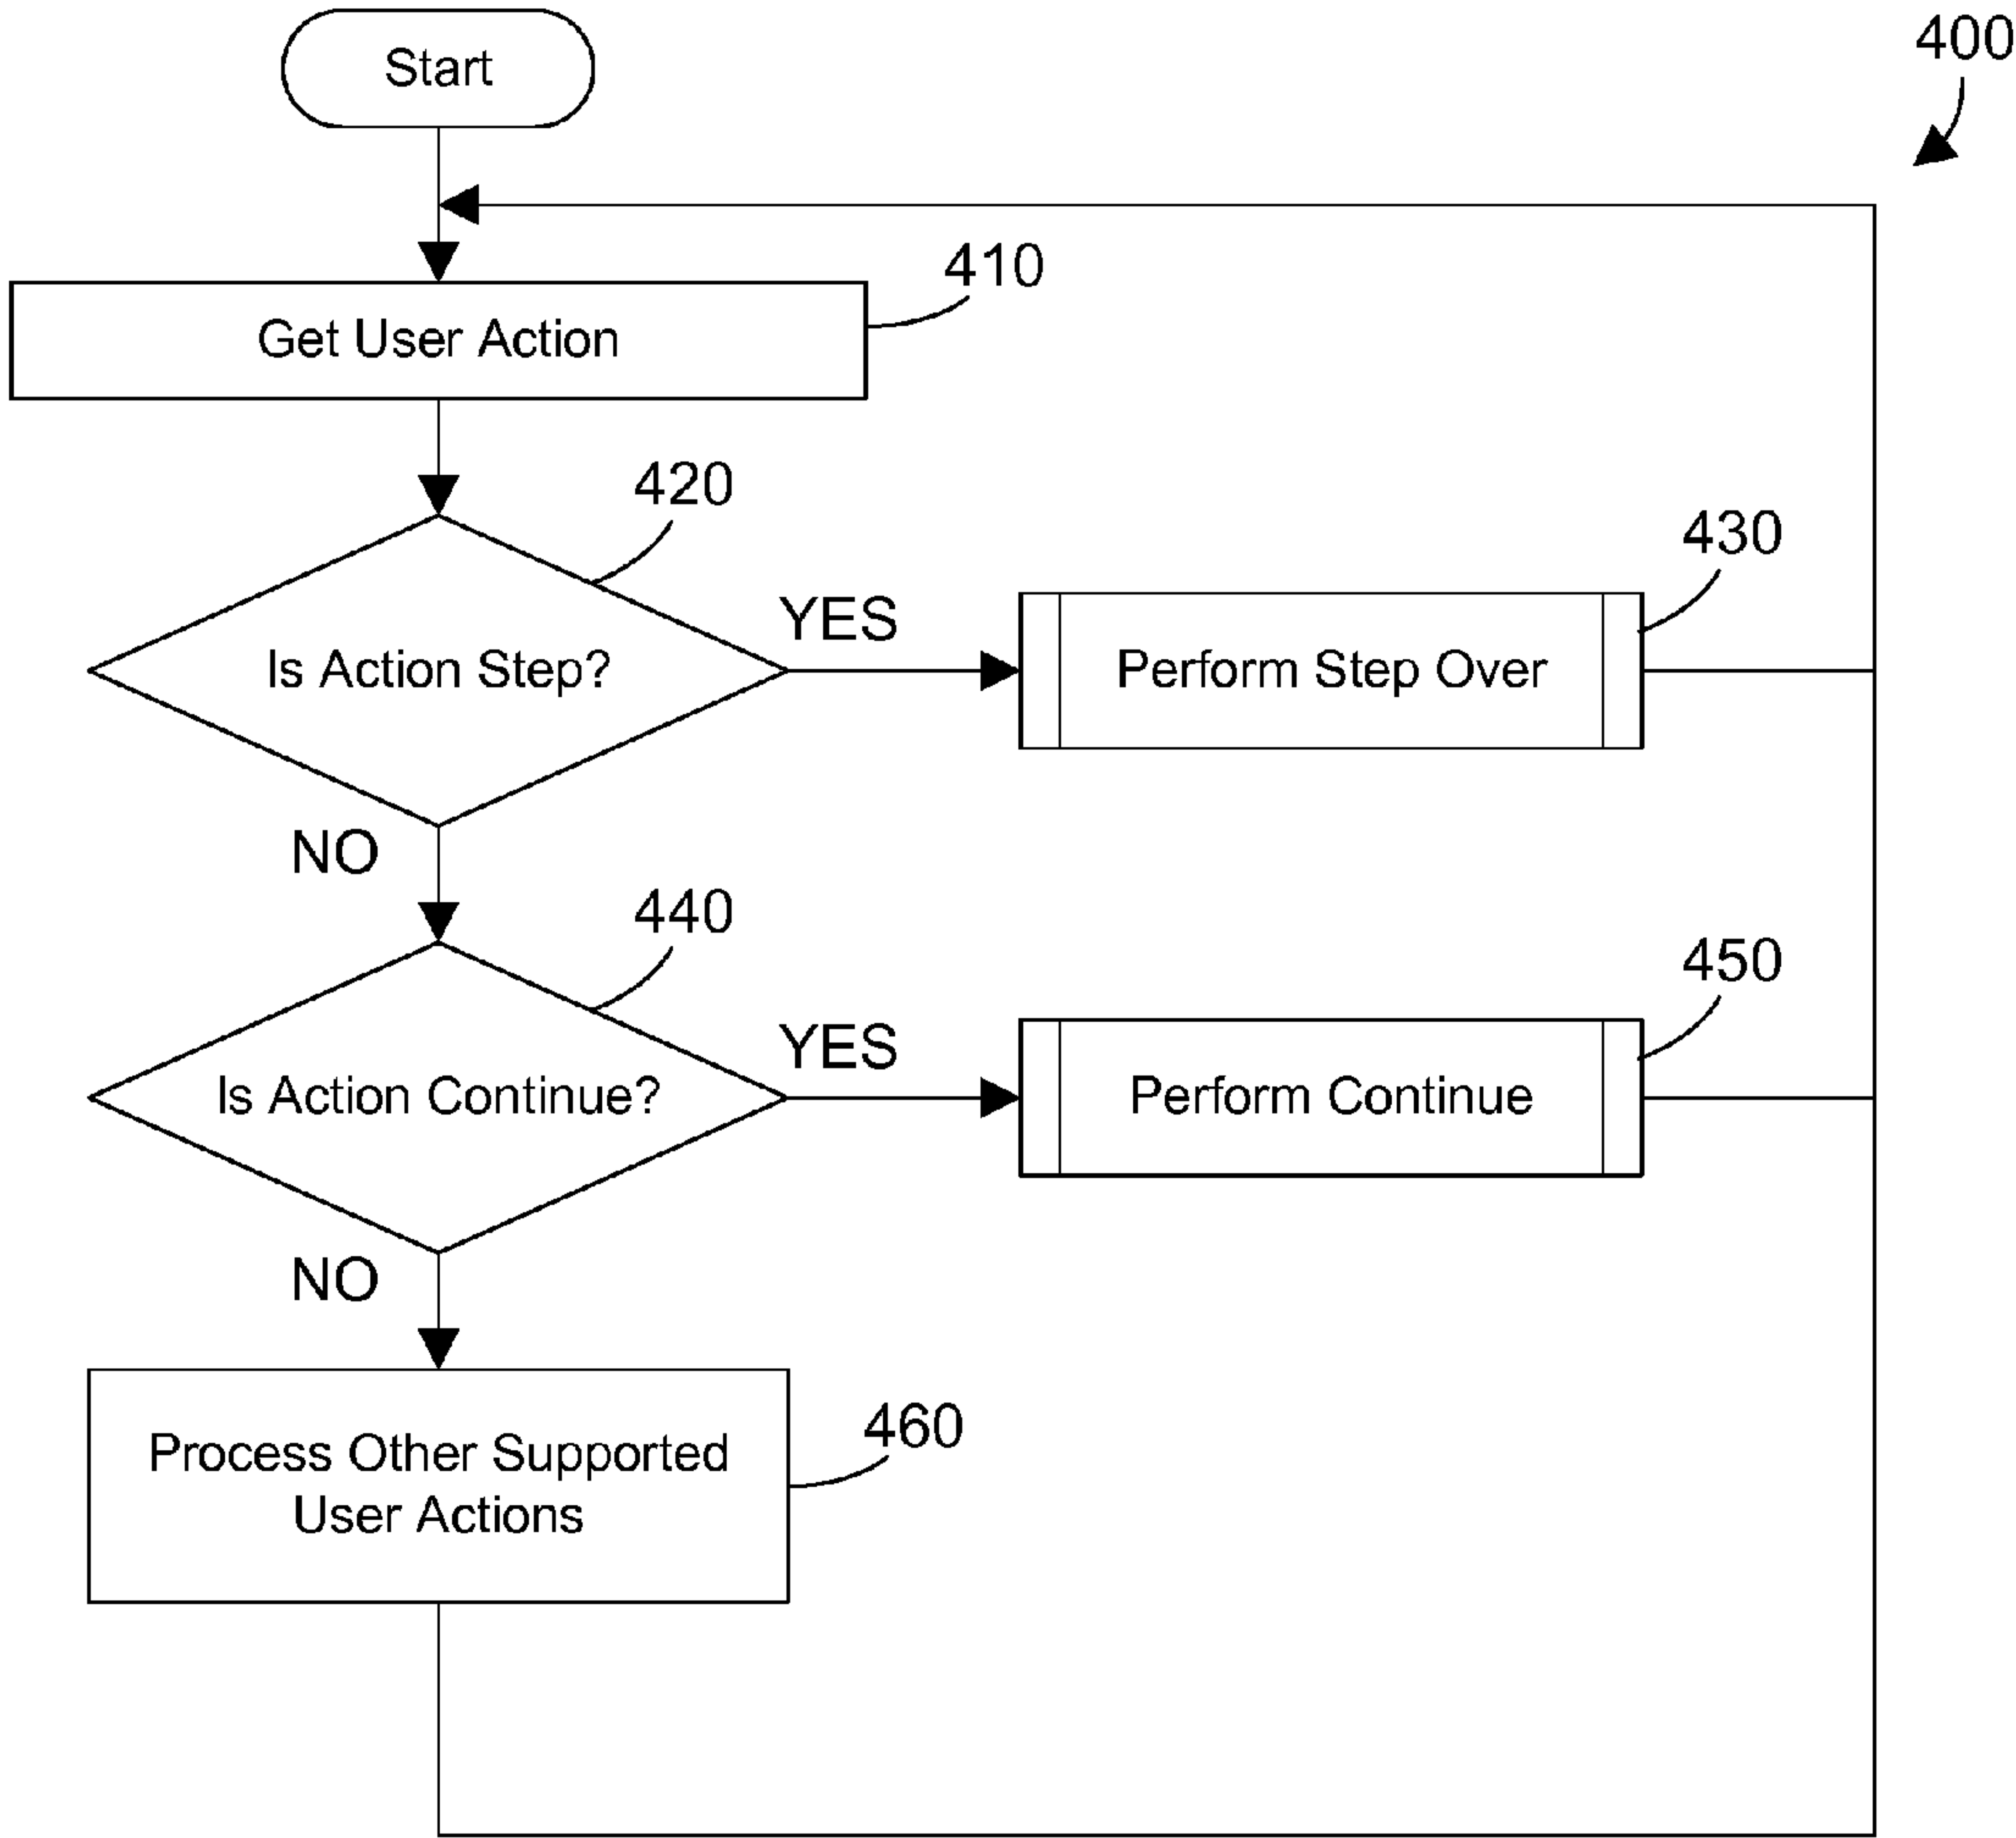 Start
400
410
Get User Action
420
430
YES
Is Action Step?
Perform Step Over
NO
440
450
YES
Is Action Continue?
Perform Continue
NO
460
Process Other Supported
User Actions